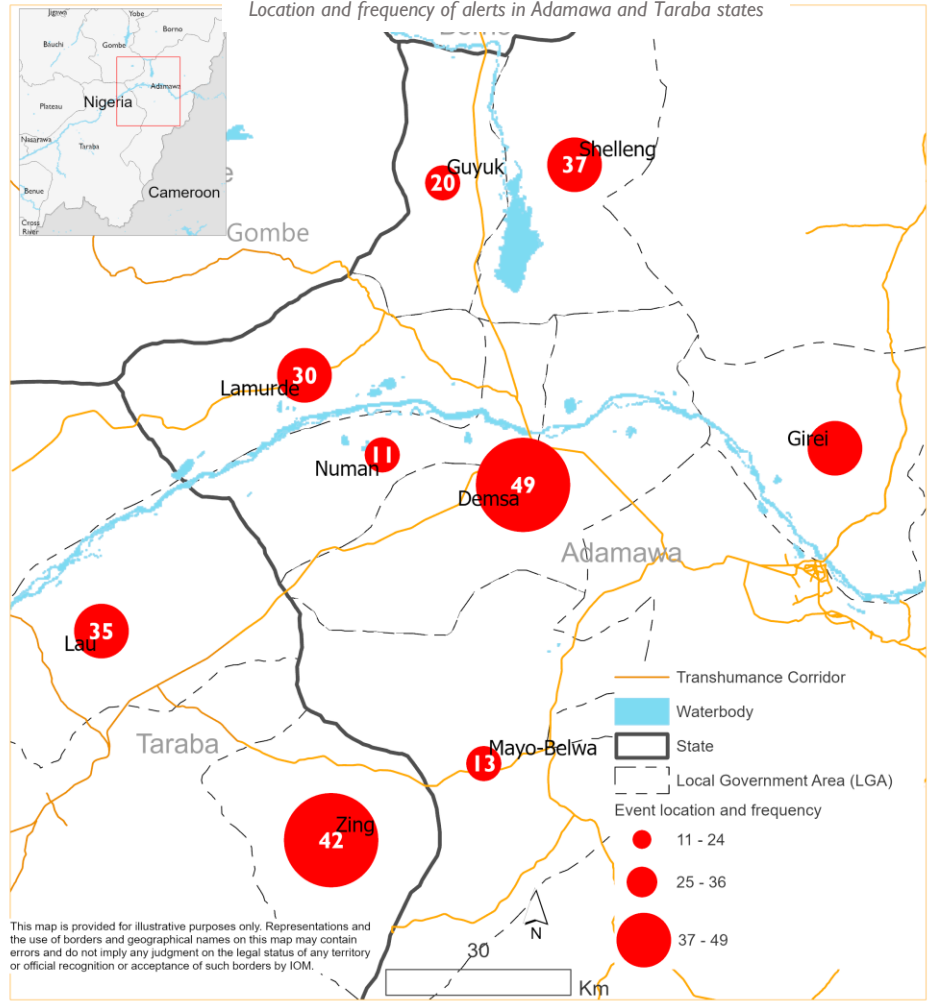 Location and frequency of alerts in Adamawa and Taraba states
Jigawa
Yobe
Borno
Bauchi
Gombe
Adamawa
Plateau
Nigeria
Nasarawa
Taraba
Benue
Cameroon
Cross
River
e
Gombe
Guyuk
20
Shelleng
37
30
Lamurde
11
Numan
49
Demsa
Girei
Adamawa
35
Lau
Taraba
Mayo-Belwa
13
Zing
42
Transhumance Corridor
Waterbody
State
Local Government Area (LGA)
Event location and frequency
11 - 24
25 - 36
37 - 49
N
30
Km
This map is provided for illustrative purposes only. Representations and
the use of borders and geographical names on this map may contain
errors and do not imply any judgment on the legal status of any territory
or official recognition or acceptance of such borders by IOM.